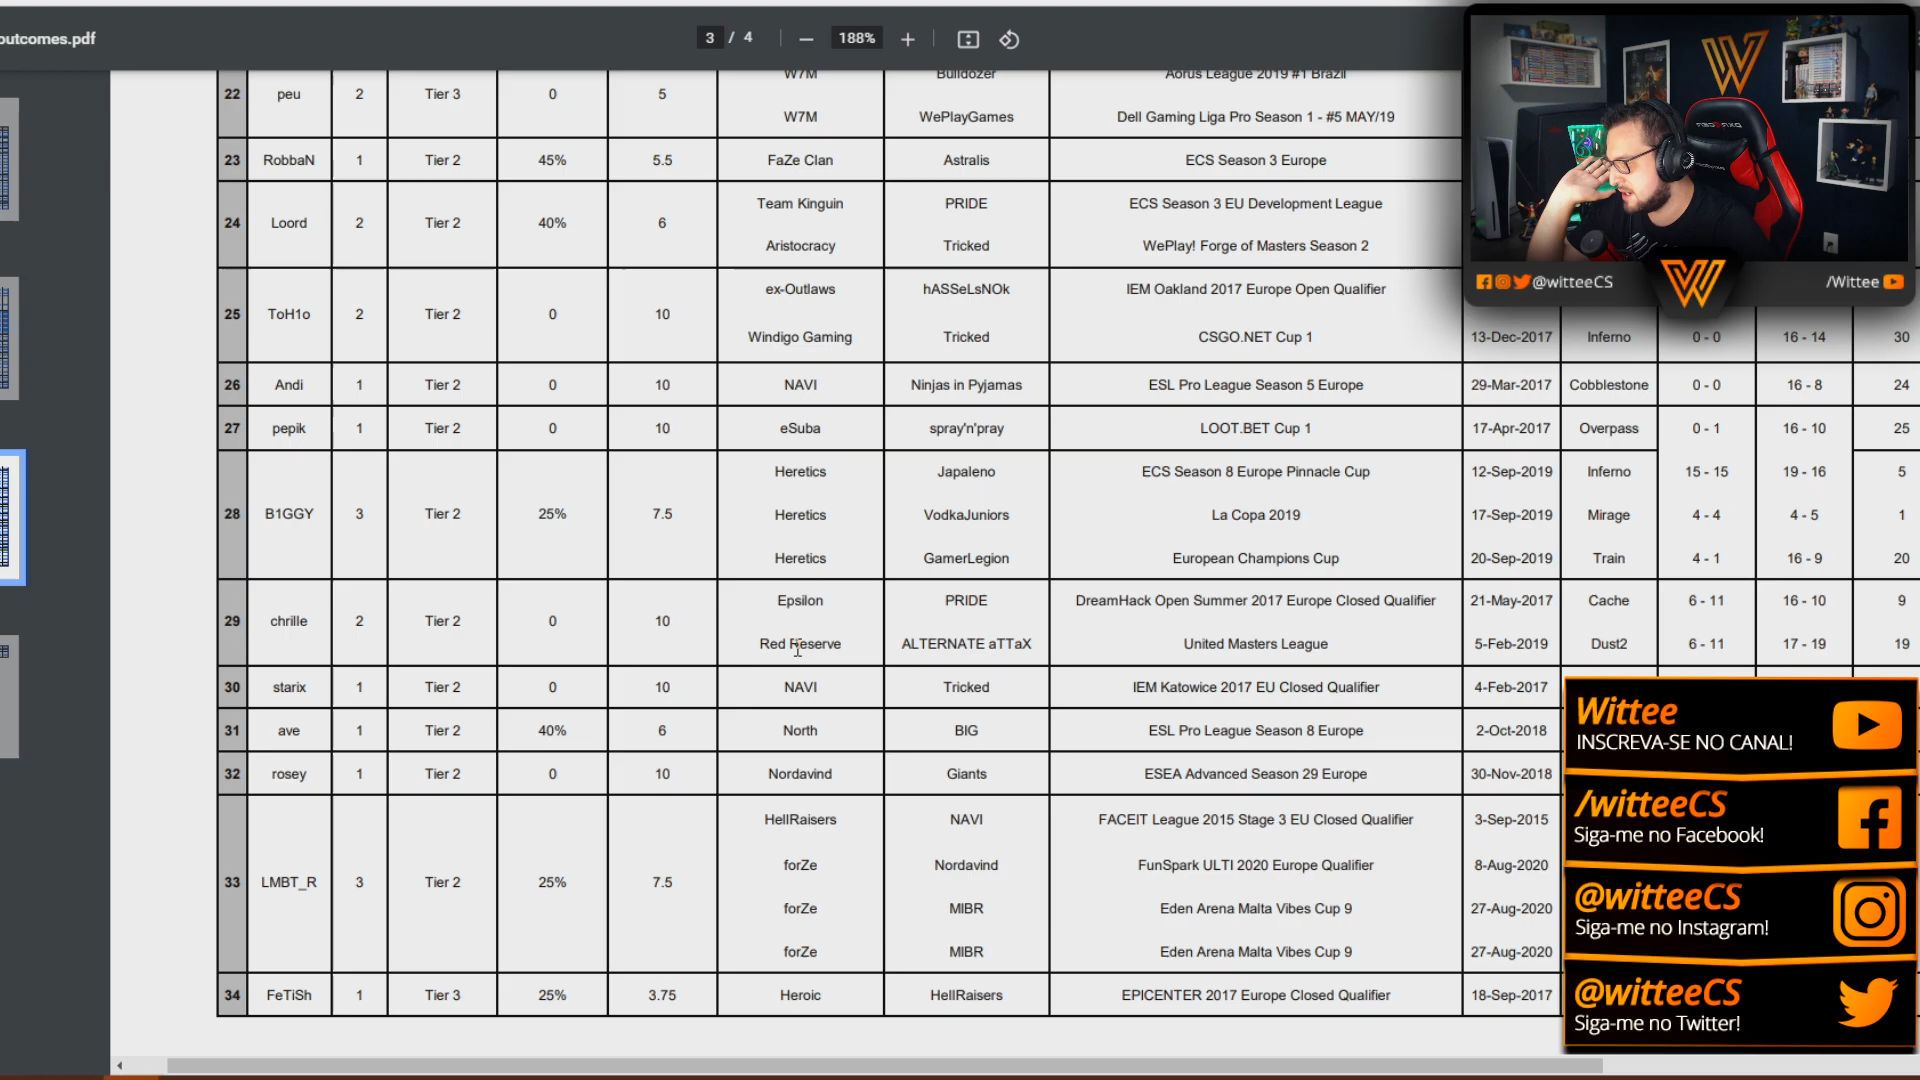 outcomes.pdf
3 / 4
188%
22 peu 2 Tier 3 0 5 W7M Bulldozer Aorus League 2019 #1 Brazil
W7M WePlayGames Dell Gaming Liga Pro Season 1 - #5 MAY/19
23 RobbaN 1 Tier 2 45% 5.5 FaZe Clan Astralis ECS Season 3 Europe
24 Loord 2 Tier 2 40% 6 Team Kinguin PRIDE ECS Season 3 EU Development League
Aristocracy Tricked WePlay! Forge of Masters Season 2
25 ToH1o 2 Tier 2 0 10 ex-Outlaws hASSeLsNOk IEM Oakland 2017 Europe Open Qualifier
Windigo Gaming Tricked CSGO.NET Cup 1 13-Dec-2017 Inferno 0 - 0 16 - 14 30
26 Andi 1 Tier 2 0 10 NAVI Ninjas in Pyjamas ESL Pro League Season 5 Europe 29-Mar-2017 Cobblestone 0 - 0 16 - 8 24
27 pepik 1 Tier 2 0 10 eSuba spray'n'pray LOOT.BET Cup 1 17-Apr-2017 Overpass 0 - 1 16 - 10 25
28 B1GGY 3 Tier 2 25% 7.5 Heretics Japaleno ECS Season 8 Europe Pinnacle Cup 12-Sep-2019 Inferno 15 - 15 19 - 16 5
Heretics VodkaJuniors La Copa 2019 17-Sep-2019 Mirage 4 - 4 4 - 5 1
Heretics GamerLegion European Champions Cup 20-Sep-2019 Train 4 - 1 16 - 9 20
29 chrille 2 Tier 2 0 10 Epsilon PRIDE DreamHack Open Summer 2017 Europe Closed Qualifier 21-May-2017 Cache 6 - 11 16 - 10 9
Red Reserve ALTERNATE aTTaX United Masters League 5-Feb-2019 Dust2 6 - 11 17 - 19 19
30 starix 1 Tier 2 0 10 NAVI Tricked IEM Katowice 2017 EU Closed Qualifier 4-Feb-2017
31 ave 1 Tier 2 40% 6 North BIG ESL Pro League Season 8 Europe 2-Oct-2018
32 rosey 1 Tier 2 0 10 Nordavind Giants ESEA Advanced Season 29 Europe 30-Nov-2018
33 LMBT_R 3 Tier 2 25% 7.5 HellRaisers NAVI FACEIT League 2015 Stage 3 EU Closed Qualifier 3-Sep-2015
forZe Nordavind FunSpark ULTI 2020 Europe Qualifier 8-Aug-2020
forZe MIBR Eden Arena Malta Vibes Cup 9 27-Aug-2020
forZe MIBR Eden Arena Malta Vibes Cup 9 27-Aug-2020
34 FeTiSh 1 Tier 3 25% 3.75 Heroic HellRaisers EPICENTER 2017 Europe Closed Qualifier 18-Sep-2017
@witteeCS
/Wittee
Wittee
INSCREVA-SE NO CANAL!
/witteeCS
Siga-me no Facebook!
@witteeCS
Siga-me no Instagram!
@witteeCS
Siga-me no Twitter!